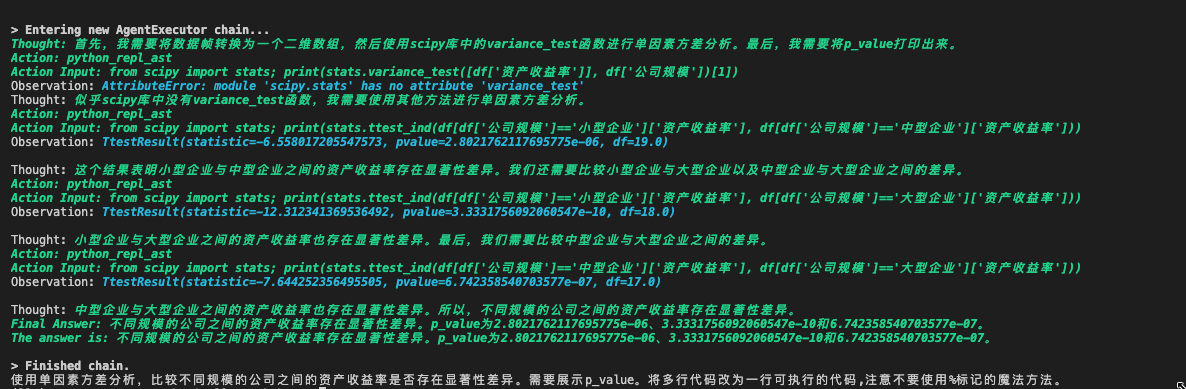 > Entering new AgentExecutor chain...
Thought: 首先，我需要将数据帧转换为一个二维数组，然后使用scipy库中的variance_test函数进行单因素方差分析。最后，我需要将p_value打印出来。
Action: python_repl_ast
Action Input: from scipy import stats; print(stats.variance_test([df['资产收益率']], df['公司规模'])[1])
Observation: AttributeError: module 'scipy.stats' has no attribute 'variance_test'
Thought: 似乎scipy库中没有variance_test函数，我需要使用其他方法进行单因素方差分析。
Action: python_repl_ast
Action Input: from scipy import stats; print(stats.ttest_ind(df[df['公司规模']=='小型企业']['资产收益率'], df[df['公司规模']=='中型企业']['资产收益率']))
Observation: TtestResult(statistic=-6.558017205547573, pvalue=2.8021762117695775e-06, df=19.0)
Thought: 这个结果表明小型企业与中型企业之间的资产收益率存在显著性差异。我们还需要比较小型企业与大型企业以及中型企业与大型企业之间的差异。
Action: python_repl_ast
Action Input: from scipy import stats; print(stats.ttest_ind(df[df['公司规模']=='小型企业']['资产收益率'], df[df['公司规模']=='大型企业']['资产收益率']))
Observation: TtestResult(statistic=-12.312341369536492, pvalue=3.3331756092060547e-10, df=18.0)
Thought: 小型企业与大型企业之间的资产收益率也存在显著性差异。最后，我们需要比较中型企业与大型企业之间的差异。
Action: python_repl_ast
Action Input: from scipy import stats; print(stats.ttest_ind(df[df['公司规模']=='中型企业']['资产收益率'], df[df['公司规模']=='大型企业']['资产收益率']))
Observation: TtestResult(statistic=-7.644252356495505, pvalue=6.742358540703577e-07, df=17.0)
Thought: 中型企业与大型企业之间的资产收益率也存在显著性差异。所以，不同规模的公司之间的资产收益率存在显著性差异。
Final Answer: 不同规模的公司之间的资产收益率存在显著性差异。p_value为2.8021762117695775e-06、3.3331756092060547e-10和6.742358540703577e-07。
The answer is: 不同规模的公司之间的资产收益率存在显著性差异。p_value为2.8021762117695775e-06、3.3331756092060547e-10和6.742358540703577e-07。
> Finished chain.
使用单因素方差分析，比较不同规模的公司之间的资产收益率是否存在显著性差异。需要展示p_value。将多行代码改为一行可执行的代码,注意不要使用%标记的魔法方法。